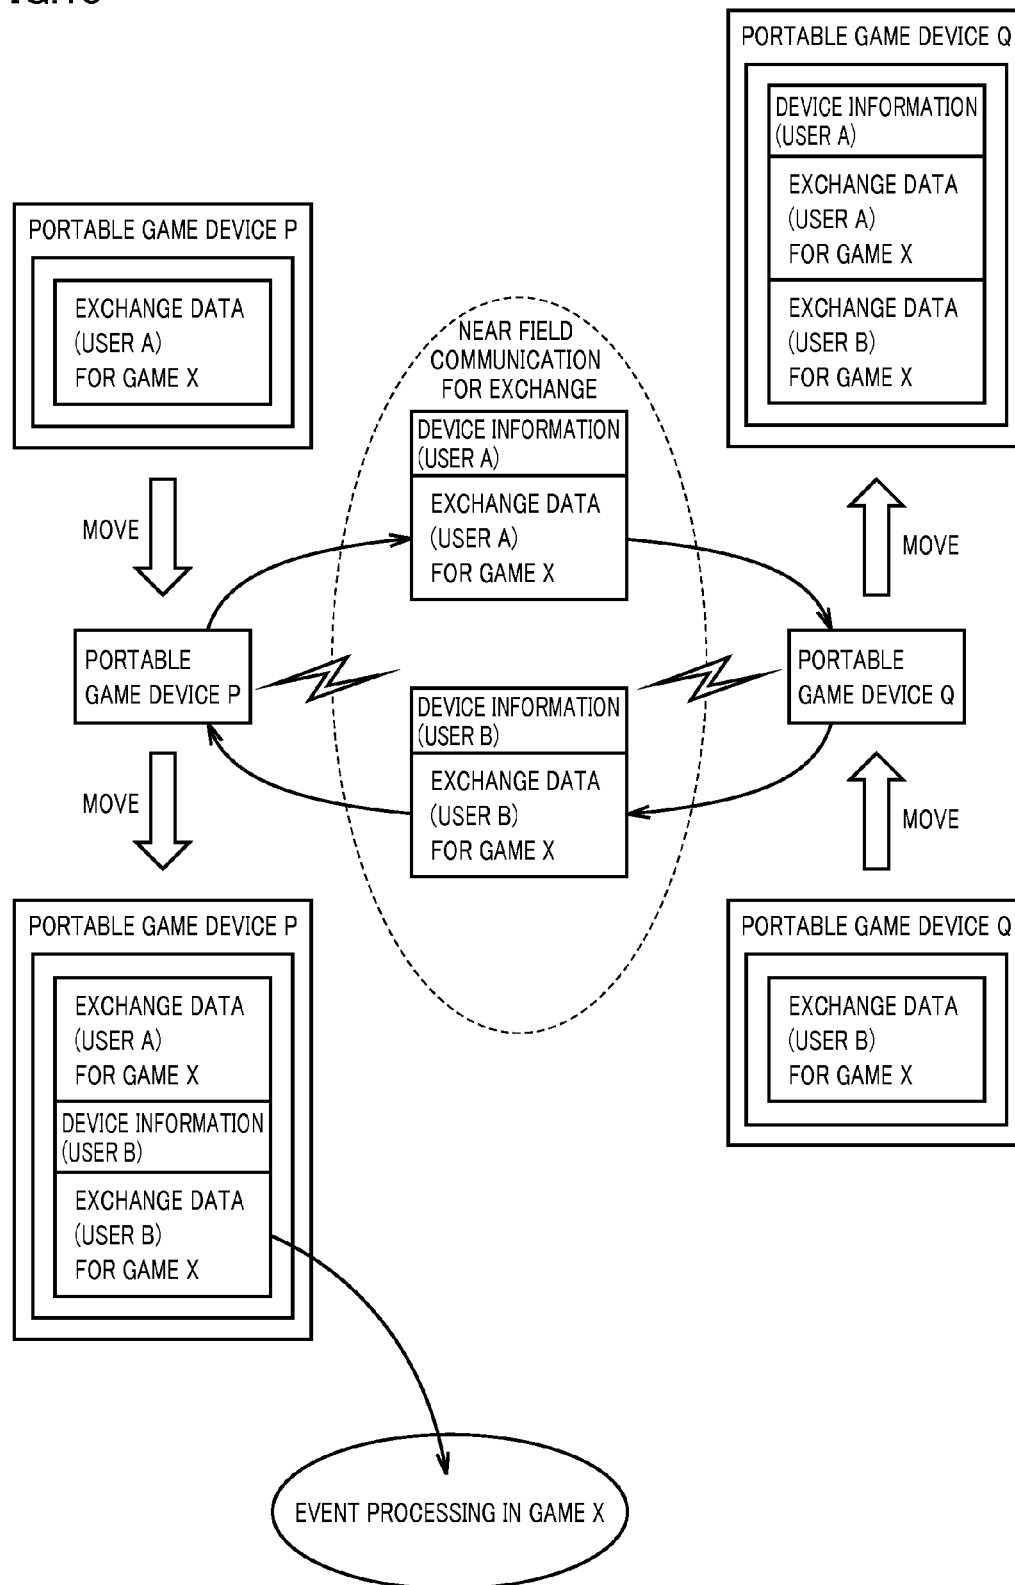 PORTABLE GAME DEVICE Q
DEVICE INFORMATION
(USER A)
EXCHANGE DATA
(USER A)
FOR GAME X
EXCHANGE DATA
(USER B)
FOR GAME X
PORTABLE GAME DEVICE P
EXCHANGE DATA
(USER A)
FOR GAME X
NEAR FIELD
COMMUNICATION
FOR EXCHANGE
DEVICE INFORMATION
(USER A)
EXCHANGE DATA
(USER A)
FOR GAME X
MOVE
MOVE
PORTABLE
GAME DEVICE P
PORTABLE
GAME DEVICE Q
DEVICE INFORMATION
(USER B)
EXCHANGE DATA
(USER B)
FOR GAME X
MOVE
MOVE
PORTABLE GAME DEVICE P
EXCHANGE DATA
(USER A)
FOR GAME X
DEVICE INFORMATION
(USER B)
EXCHANGE DATA
(USER B)
FOR GAME X
PORTABLE GAME DEVICE Q
EXCHANGE DATA
(USER B)
FOR GAME X
EVENT PROCESSING IN GAME X